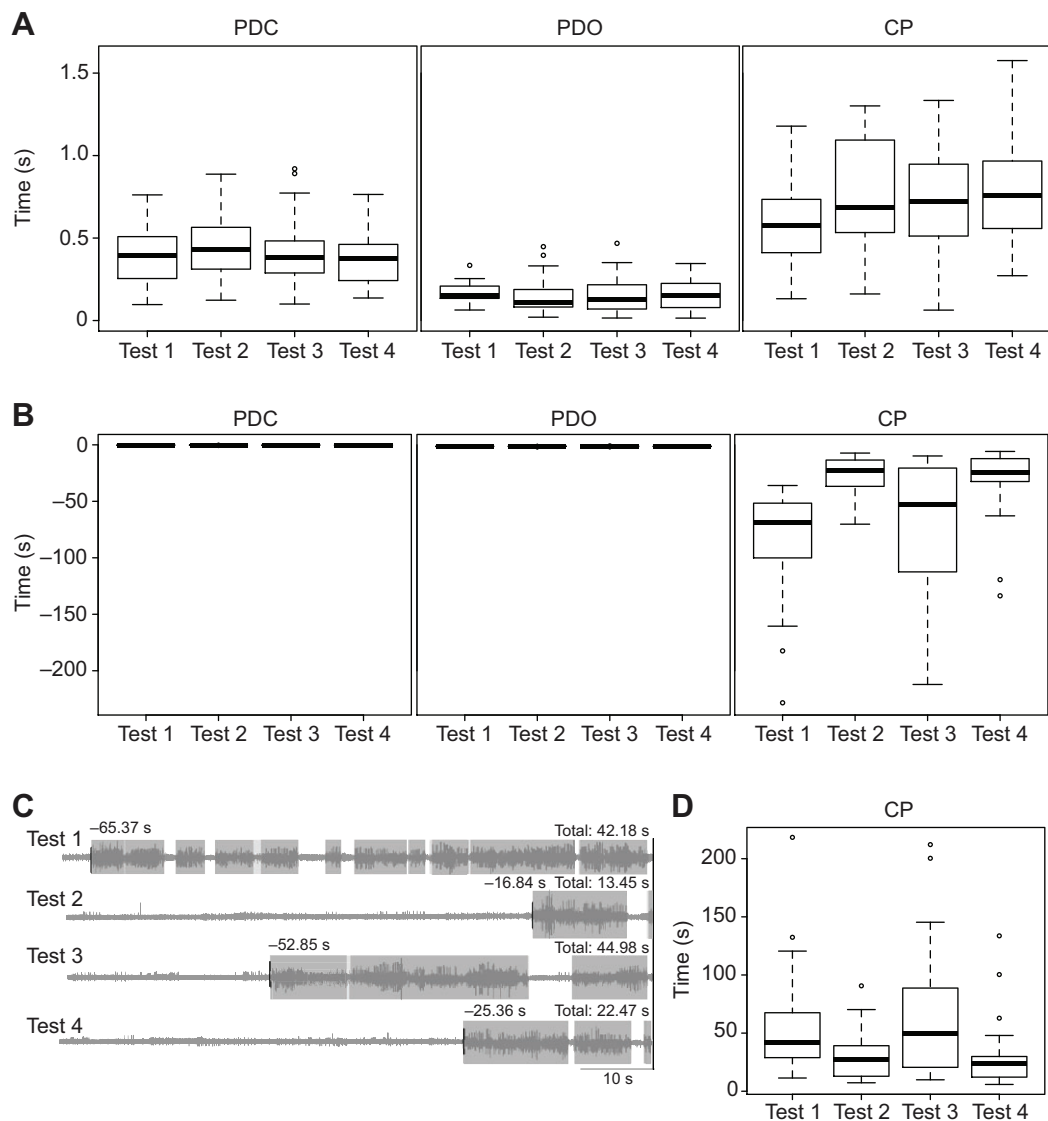 A
PDC PDO CP
Time (s)
1.5
1.0
0.5
0
Test 1 Test 2 Test 3 Test 4 Test 1 Test 2 Test 3 Test 4 Test 1 Test 2 Test 3 Test 4
B
PDC PDO CP
Time (s)
0
–50
–100
–150
–200
Test 1 Test 2 Test 3 Test 4 Test 1 Test 2 Test 3 Test 4 Test 1 Test 2 Test 3 Test 4
C
Test 1 –65.37 s Total: 42.18 s
Test 2 –16.84 s Total: 13.45 s
Test 3 –52.85 s Total: 44.98 s
Test 4 –25.36 s Total: 22.47 s
10 s
D
CP
Time (s)
200
150
100
50
0
Test 1 Test 2 Test 3 Test 4